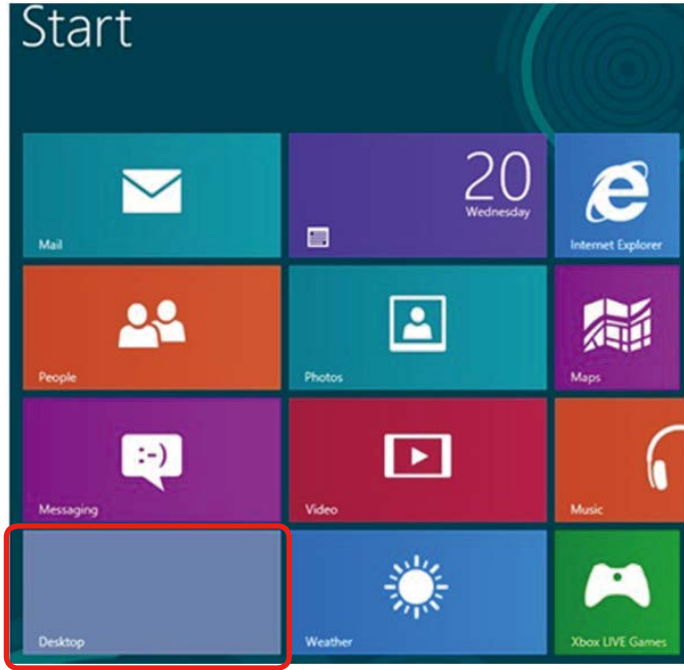 Start
20
Wednesday
Mail
Internet Explorer
People
Photos
Maps
:-)
Messaging
Video
Music
Desktop
Weather
Xbox LIVE Games